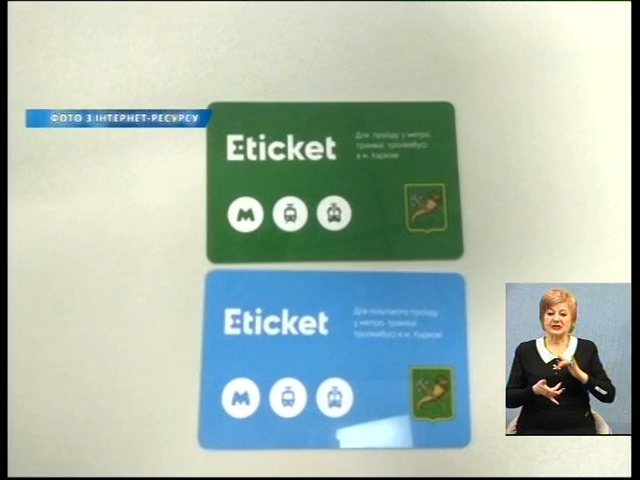 ФОТО З ІНТЕРНЕТ-РЕСУРСУ
Eticket
Для проїзду у метро,
трамваї, тролейбусі
в м. Харкові
M
Eticket
Для пільгового проїзду
у метро, трамваї,
тролейбусі в м. Харкові
M